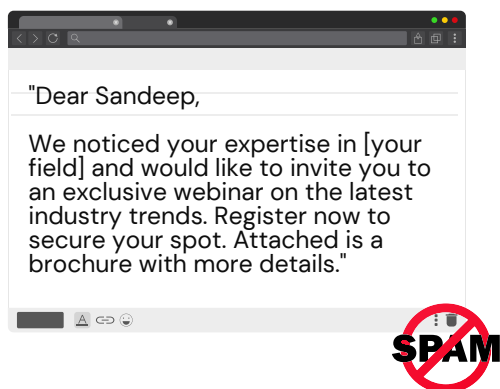 "Dear Sandeep,
We noticed your expertise in [your
field] and would like to invite you to
an exclusive webinar on the latest
industry trends. Register now to
secure your spot. Attached is a
brochure with more details."
A
SPAM